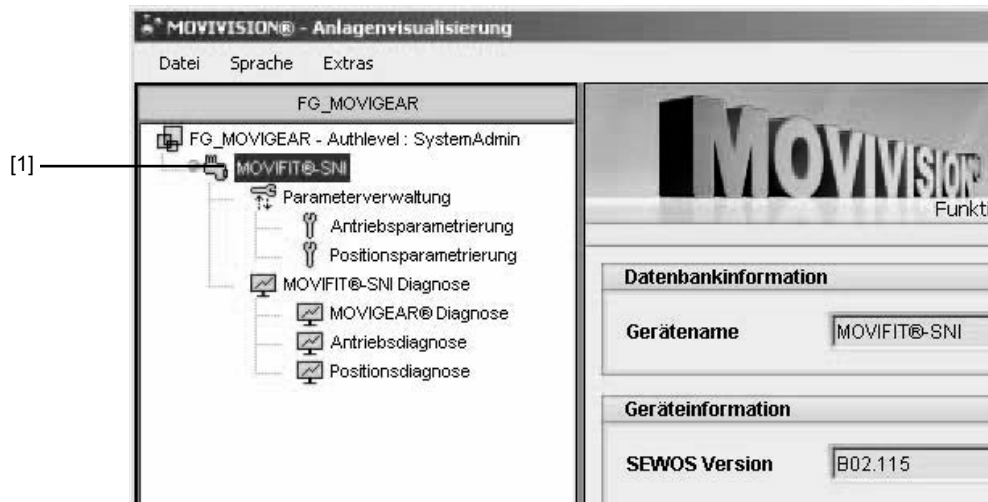 MOVIVISION® - Anlagenvisualisierung
Datei Sprache Extras
FG_MOVIGEAR
FG_MOVIGEAR - Authlevel : SystemAdmin
[1]
MOVIFIT®-SNI
Parameterverwaltung
Antriebsparametrierung
Positionsparametrierung
MOVIFIT®-SNI Diagnose
MOVIGEAR® Diagnose
Antriebsdiagnose
Positionsdiagnose
MOVIVISION®
Funkti
Datenbankinformation
Gerätename MOVIFIT®-SNI
Geräteinformation
SEWOS Version B02.115